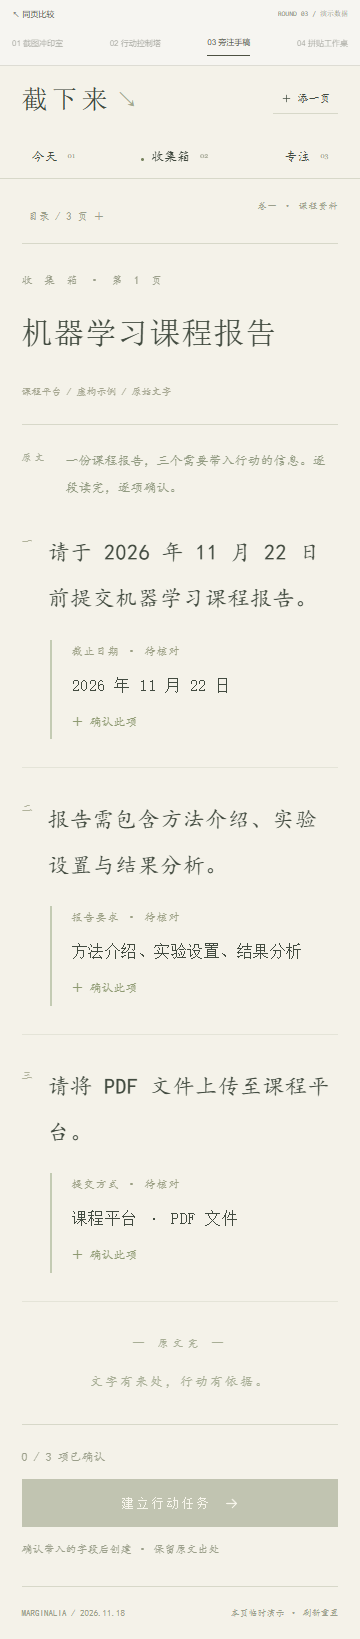 ↖ 同页比较 ROUND 03 / 演示数据
01 截图冲印室 02 行动控制塔 03 旁注手稿 04 拼贴工作桌
截下来 ↘ ＋ 添一页
今天 01 • 收集箱 02 专注 03
目录 / 3 页 ＋ 卷一 · 课程资料
收 集 箱 · 第 1 页
机器学习课程报告
课程平台 / 虚构示例 / 原始文字
原文 一份课程报告，三个需要带入行动的信息。逐
段读完，逐项确认。
一 请于 2026 年 11 月 22 日
前提交机器学习课程报告。
截止日期 · 待核对
2026 年 11 月 22 日
＋ 确认此项
二 报告需包含方法介绍、实验
设置与结果分析。
报告要求 · 待核对
方法介绍、实验设置、结果分析
＋ 确认此项
三 请将 PDF 文件上传至课程平
台。
提交方式 · 待核对
课程平台 · PDF 文件
＋ 确认此项
— 原文完 —
文字有来处，行动有依据。
0 / 3 项已确认
建立行动任务 →
确认带入的字段后创建 · 保留原文出处
MARGINALIA / 2026.11.18 本页临时演示 · 刷新重置